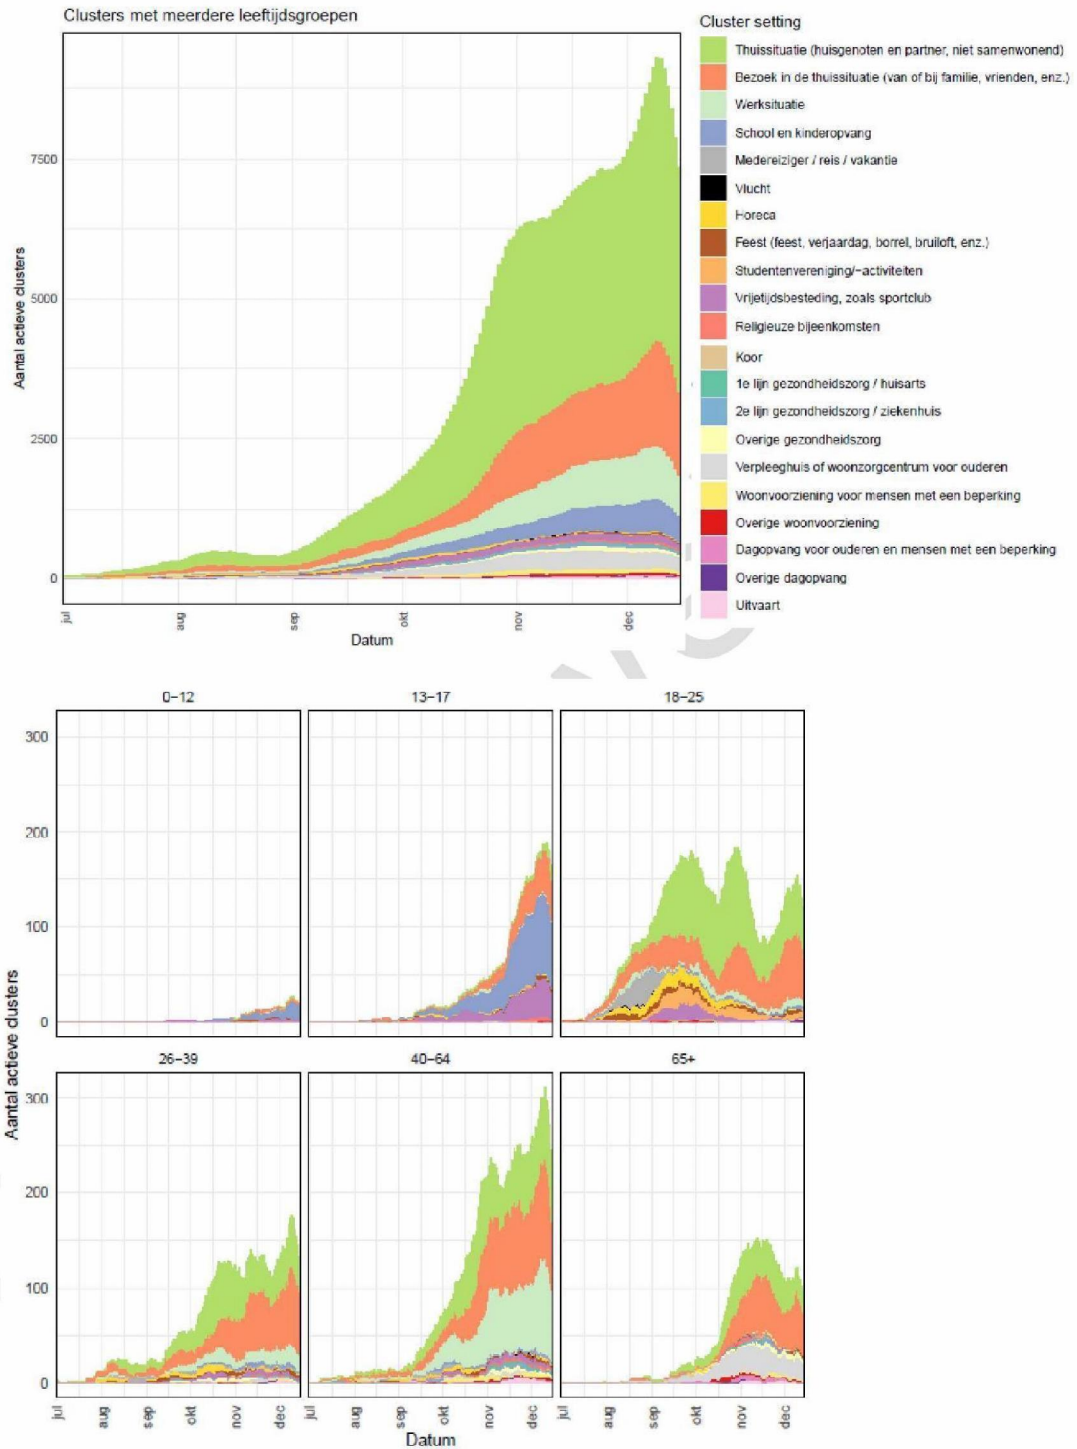 Clusters met meerdere leeftijdsgroepen
Aantal actieve clusters
7500
5000
2500
0
jul
aug
sep
okt
nov
dec
Datum
Cluster setting
Thuissituatie (huisgenoten en partner, niet samenwonend)
Bezoek in de thuissituatie (van of bij familie, vrienden, enz.)
Werksituatie
School en kinderopvang
Medereiziger / reis / vakantie
Vlucht
Horeca
Feest (feest, verjaardag, borrel, bruiloft, enz.)
Studentenvereniging/-activiteiten
Vrijetijdsbesteding, zoals sportclub
Religieuze bijeenkomsten
Koor
1e lijn gezondheidszorg / huisarts
2e lijn gezondheidszorg / ziekenhuis
Overige gezondheidszorg
Verpleeghuis of woonzorgcentrum voor ouderen
Woonvoorziening voor mensen met een beperking
Overige woonvoorziening
Dagopvang voor ouderen en mensen met een beperking
Overige dagopvang
Uitvaart
Aantal actieve clusters
0-12
13-17
18-25
300
200
100
0
26-39
40-64
65+
300
200
100
0
jul
aug
sep
okt
nov
dec
jul
aug
sep
okt
nov
dec
jul
aug
sep
okt
nov
dec
Datum